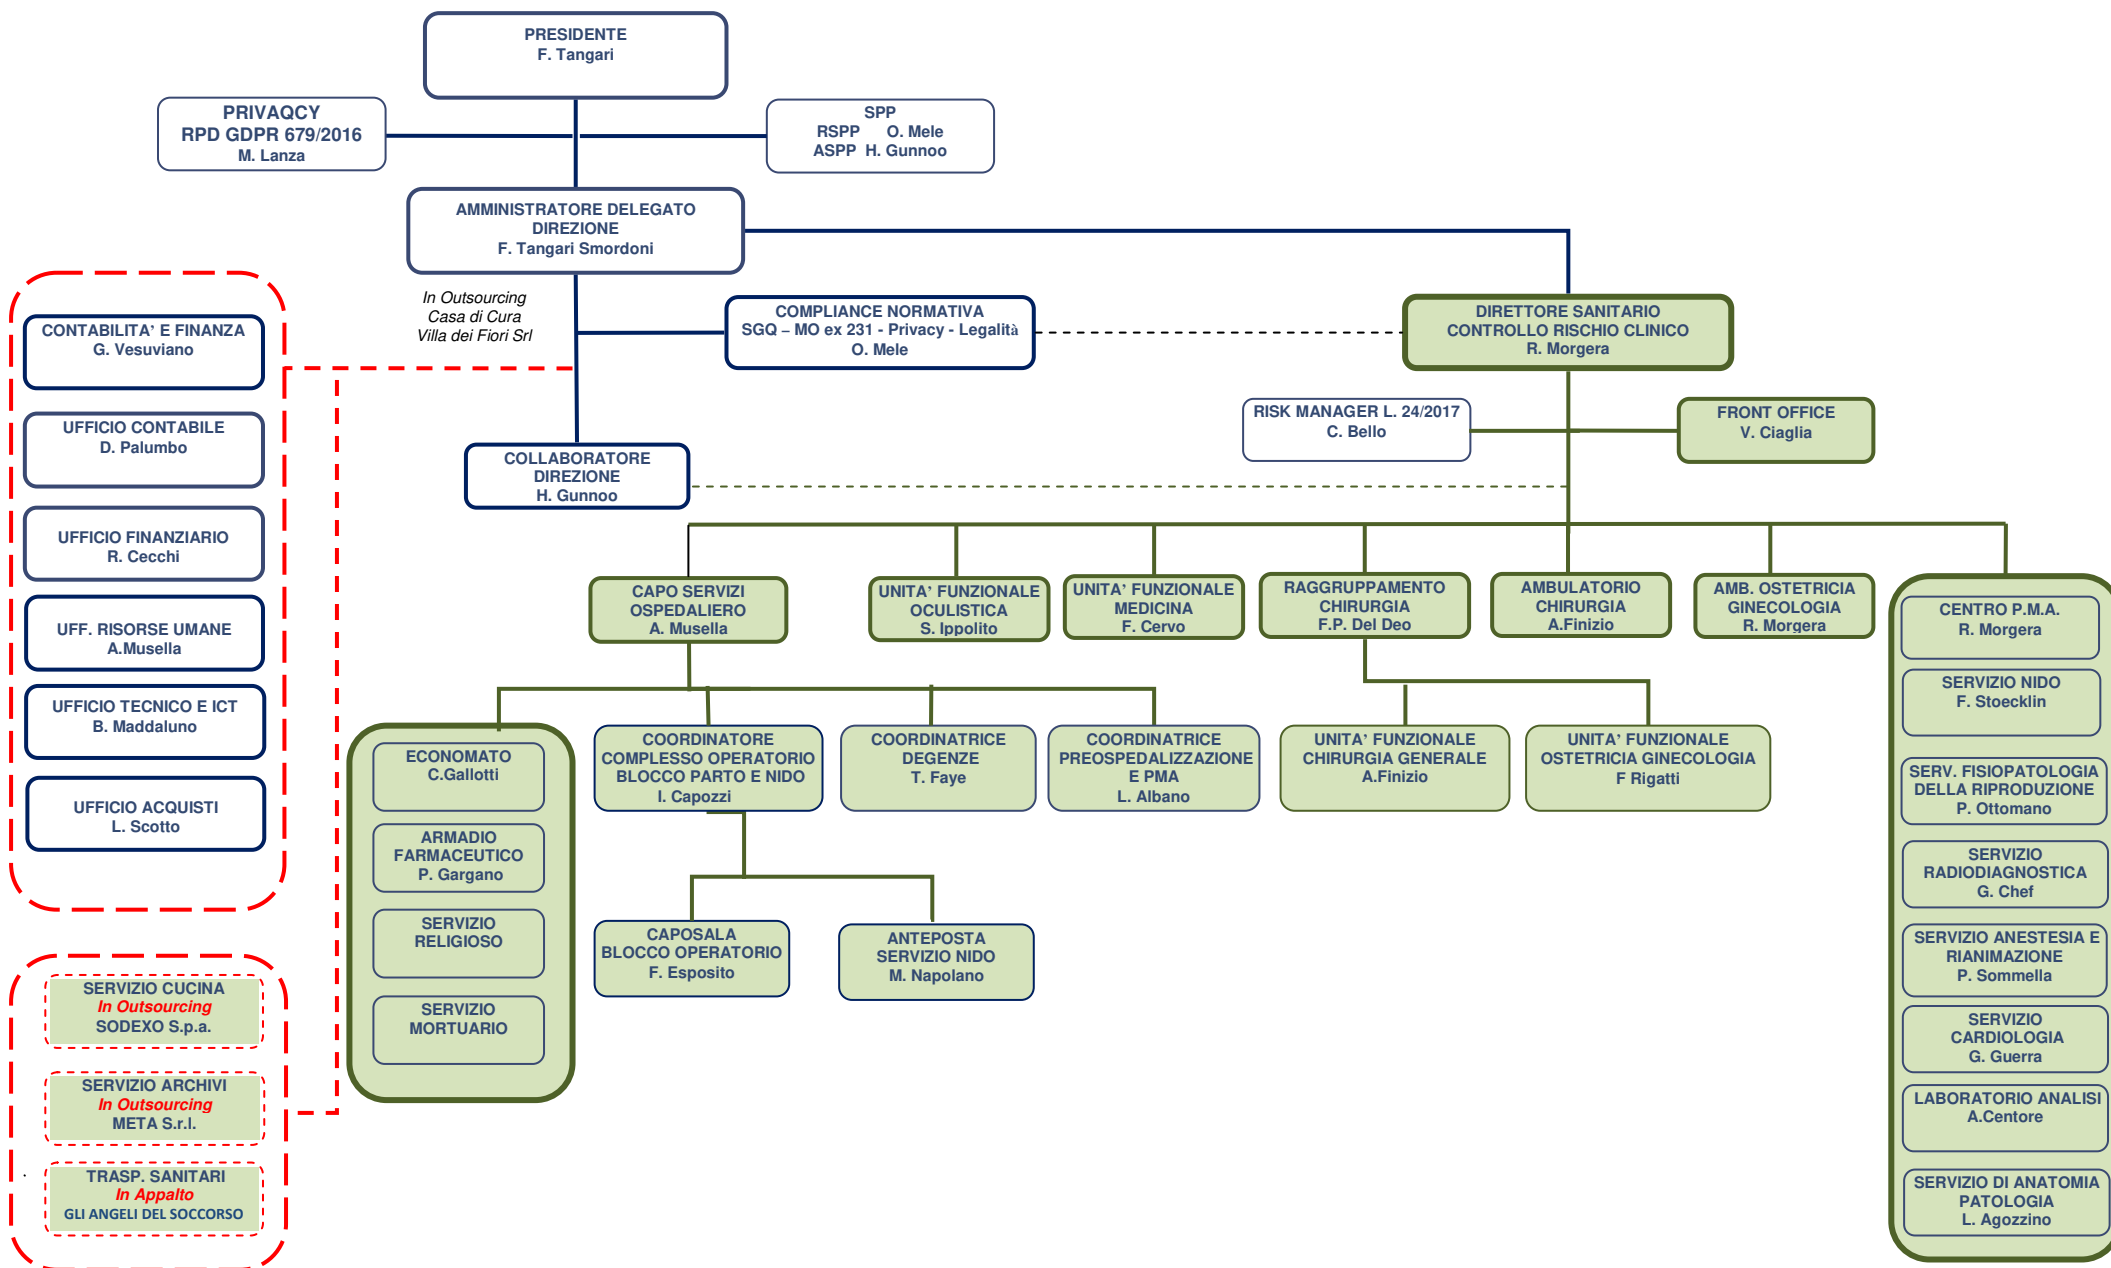 PRESIDENTE
F. Tangari
PRIVAQCY
RPD GDPR 679/2016
M. Lanza
SPP
RSPP O. Mele
ASPP H. Gunnoo
AMMINISTRATORE DELEGATO
DIREZIONE
F. Tangari Smordoni
In Outsourcing
Casa di Cura
Villa dei Fiori Srl
COMPLIANCE NORMATIVA
SGQ – MO ex 231 - Privacy - Legalità
O. Mele
DIRETTORE SANITARIO
CONTROLLO RISCHIO CLINICO
R. Morgera
RISK MANAGER L. 24/2017
C. Bello
FRONT OFFICE
V. Ciaglia
COLLABORATORE
DIREZIONE
H. Gunnoo
CONTABILITA' E FINANZA
G. Vesuviano
UFFICIO CONTABILE
D. Palumbo
UFFICIO FINANZIARIO
R. Cecchi
UFF. RISORSE UMANE
A.Musella
UFFICIO TECNICO E ICT
B. Maddaluno
UFFICIO ACQUISTI
L. Scotto
SERVIZIO CUCINA
In Outsourcing
SODEXO S.p.a.
SERVIZIO ARCHIVI
In Outsourcing
META S.r.l.
TRASP. SANITARI
In Appalto
GLI ANGELI DEL SOCCORSO
CAPO SERVIZI
OSPEDALIERO
A. Musella
UNITA' FUNZIONALE
OCULISTICA
S. Ippolito
UNITA' FUNZIONALE
MEDICINA
F. Cervo
RAGGRUPPAMENTO
CHIRURGIA
F.P. Del Deo
AMBULATORIO
CHIRURGIA
A.Finizio
AMB. OSTETRICIA
GINECOLOGIA
R. Morgera
ECONOMATO
C.Gallotti
ARMADIO
FARMACEUTICO
P. Gargano
SERVIZIO
RELIGIOSO
SERVIZIO
MORTUARIO
COORDINATORE
COMPLESSO OPERATORIO
BLOCCO PARTO E NIDO
I. Capozzi
COORDINATRICE
DEGENZE
T. Faye
COORDINATRICE
PREOSPEDALIZZAZIONE
E PMA
L. Albano
UNITA' FUNZIONALE
CHIRURGIA GENERALE
A.Finizio
UNITA' FUNZIONALE
OSTETRICIA GINECOLOGIA
F Rigatti
CAPOSALA
BLOCCO OPERATORIO
F. Esposito
ANTEPOSTA
SERVIZIO NIDO
M. Napolano
CENTRO P.M.A.
R. Morgera
SERVIZIO NIDO
F. Stoecklin
SERV. FISIOPATOLOGIA
DELLA RIPRODUZIONE
P. Ottomano
SERVIZIO
RADIODIAGNOSTICA
G. Chef
SERVIZIO ANESTESIA E
RIANIMAZIONE
P. Sommella
SERVIZIO
CARDIOLOGIA
G. Guerra
LABORATORIO ANALISI
A.Centore
SERVIZIO DI ANATOMIA
PATOLOGIA
L. Agozzino